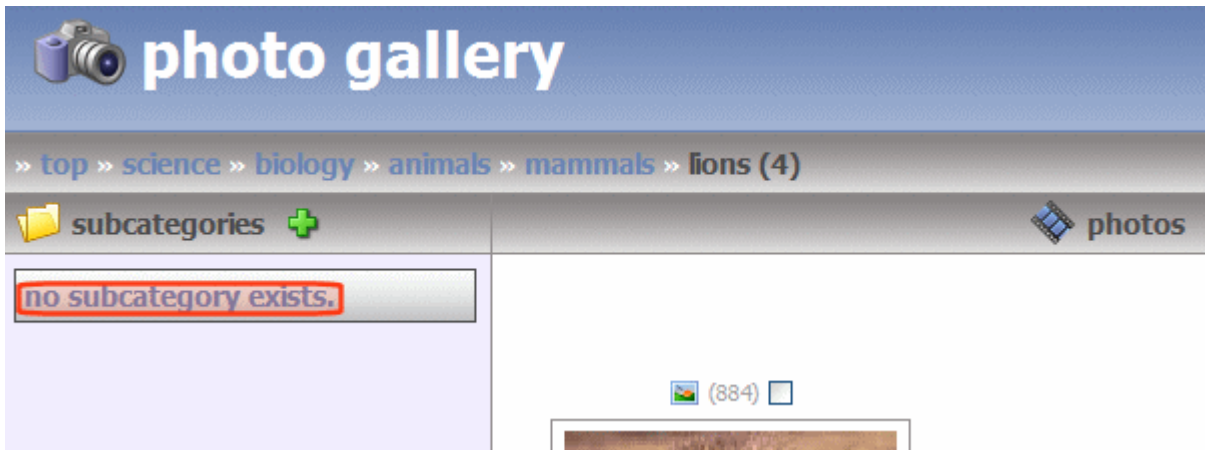 photo gallery
» top » science » biology » animals » mammals » lions (4)
subcategories
photos
no subcategory exists.
(884)